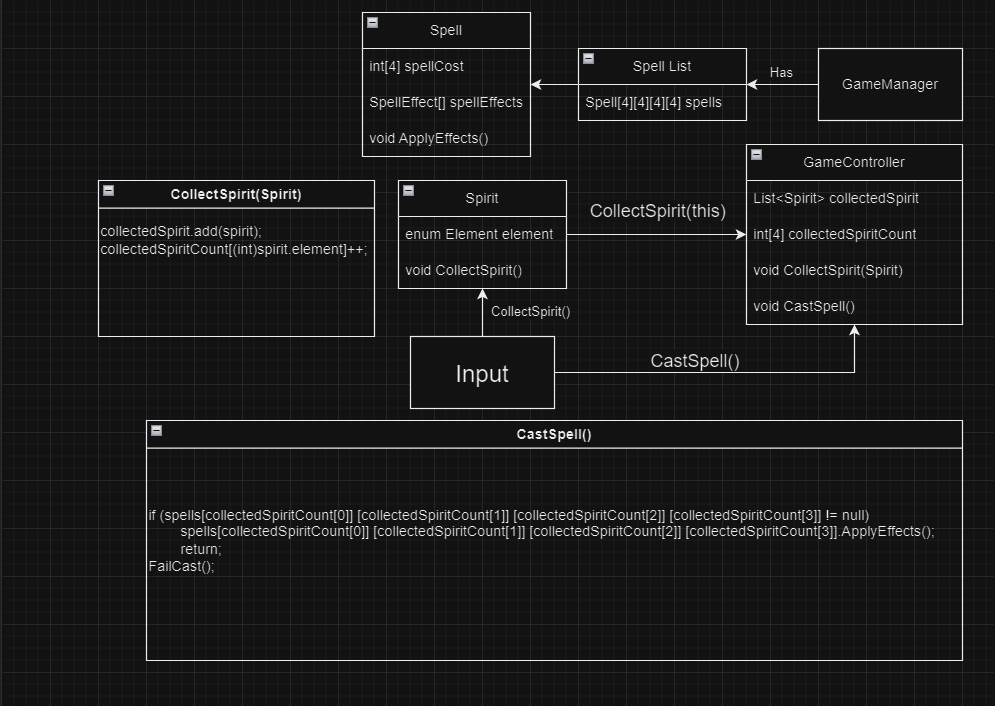 Spell
int[4] spellCost
SpellEffect[] spellEffects
void ApplyEffects()
Spell List
Spell[4][4][4][4] spells
Has
GameManager
GameController
List<Spirit> collectedSpirit
int[4] collectedSpiritCount
void CollectSpirit(Spirit)
void CastSpell()
CollectSpirit(Spirit)
collectedSpirit.add(spirit);
collectedSpiritCount[(int)spirit.element]++;
Spirit
enum Element element
void CollectSpirit()
CollectSpirit(this)
CollectSpirit()
Input
CastSpell()
CastSpell()
if (spells[collectedSpiritCount[0]] [collectedSpiritCount[1]] [collectedSpiritCount[2]] [collectedSpiritCount[3]] != null)
spells[collectedSpiritCount[0]] [collectedSpiritCount[1]] [collectedSpiritCount[2]] [collectedSpiritCount[3]].ApplyEffects();
return;
FailCast();